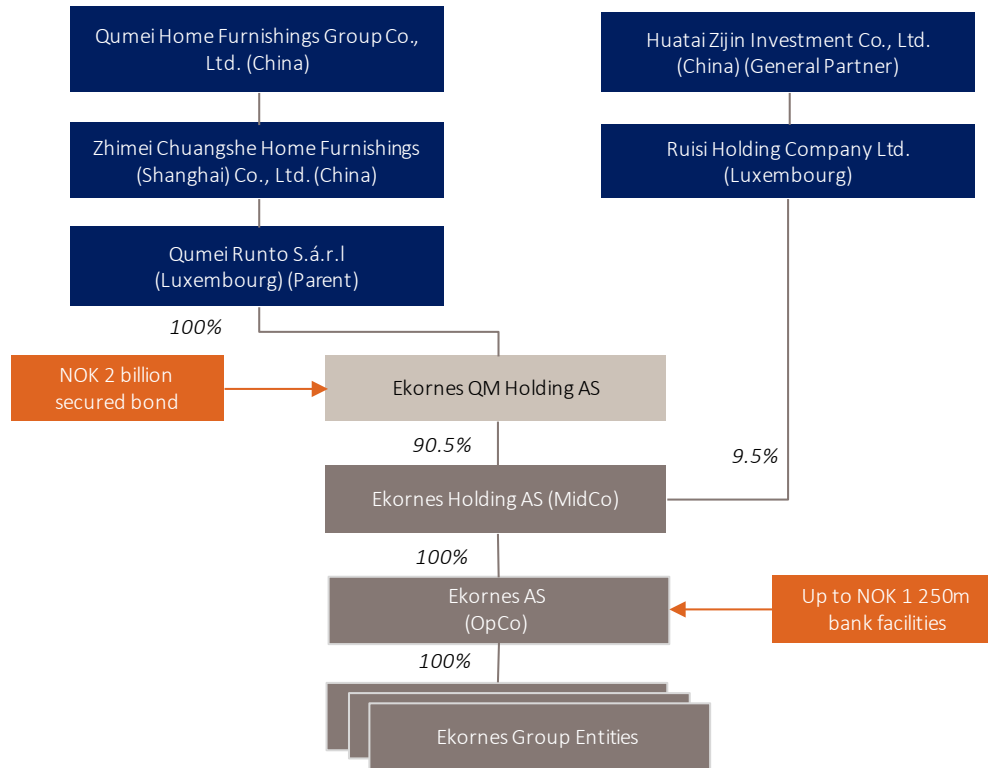 Qumei Home Furnishings Group Co.,
Ltd. (China)
Huatai Zijin Investment Co., Ltd.
(China) (General Partner)
Zhimei Chuangshe Home Furnishings
(Shanghai) Co., Ltd. (China)
Ruisi Holding Company Ltd.
(Luxembourg)
Qumei Runto S.á.r.l
(Luxembourg) (Parent)
100%
NOK 2 billion
secured bond
Ekornes QM Holding AS
90.5%
9.5%
Ekornes Holding AS (MidCo)
100%
Ekornes AS
(OpCo)
Up to NOK 1 250m
bank facilities
100%
Ekornes Group Entities